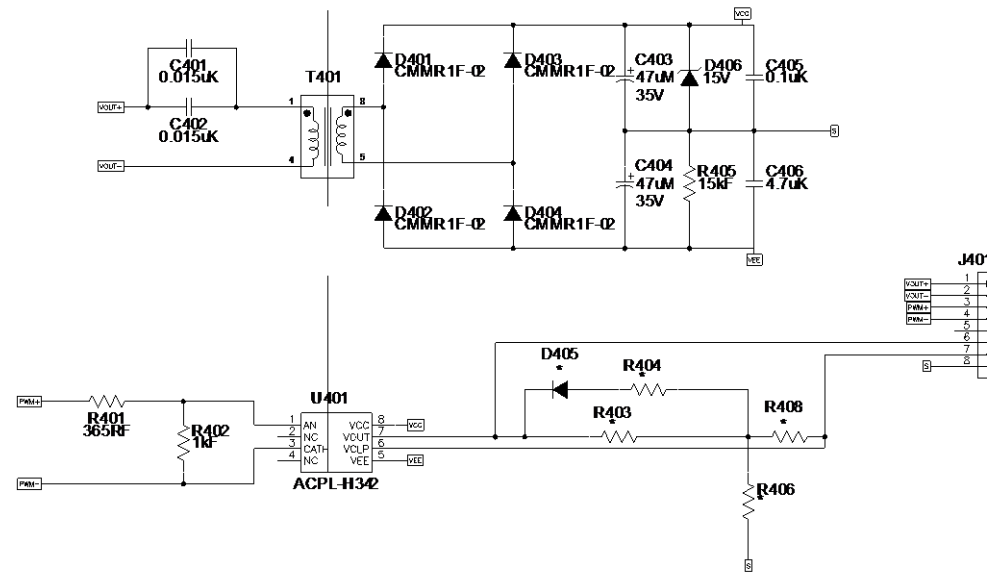 VCC
C401
0.015uK
C402
0.015uK
VOUT+
VOUT-
T401
1
8
4
5
D401
CMMR1F-02
D403
CMMR1F-02
C403
47uM
35V
D406
15V
C405
0.1uK
S
D402
CMMR1F-02
D404
CMMR1F-02
C404
47uM
35V
R405
15kF
C406
4.7uK
VEE
J401
VOUT+ 1
VOUT- 2
PWM+ 3
PWM- 4
5
6
7
S 8
PWM+
R401
365RF
R402
1kF
PWM-
U401
1 AN VCC 8 VCC
2 NC VOUT 7
3 CATH VCLP 6
4 NC VEE 5 VEE
ACPL-H342
D405
*
R404
*
R403
*
R408
*
R406
*
S